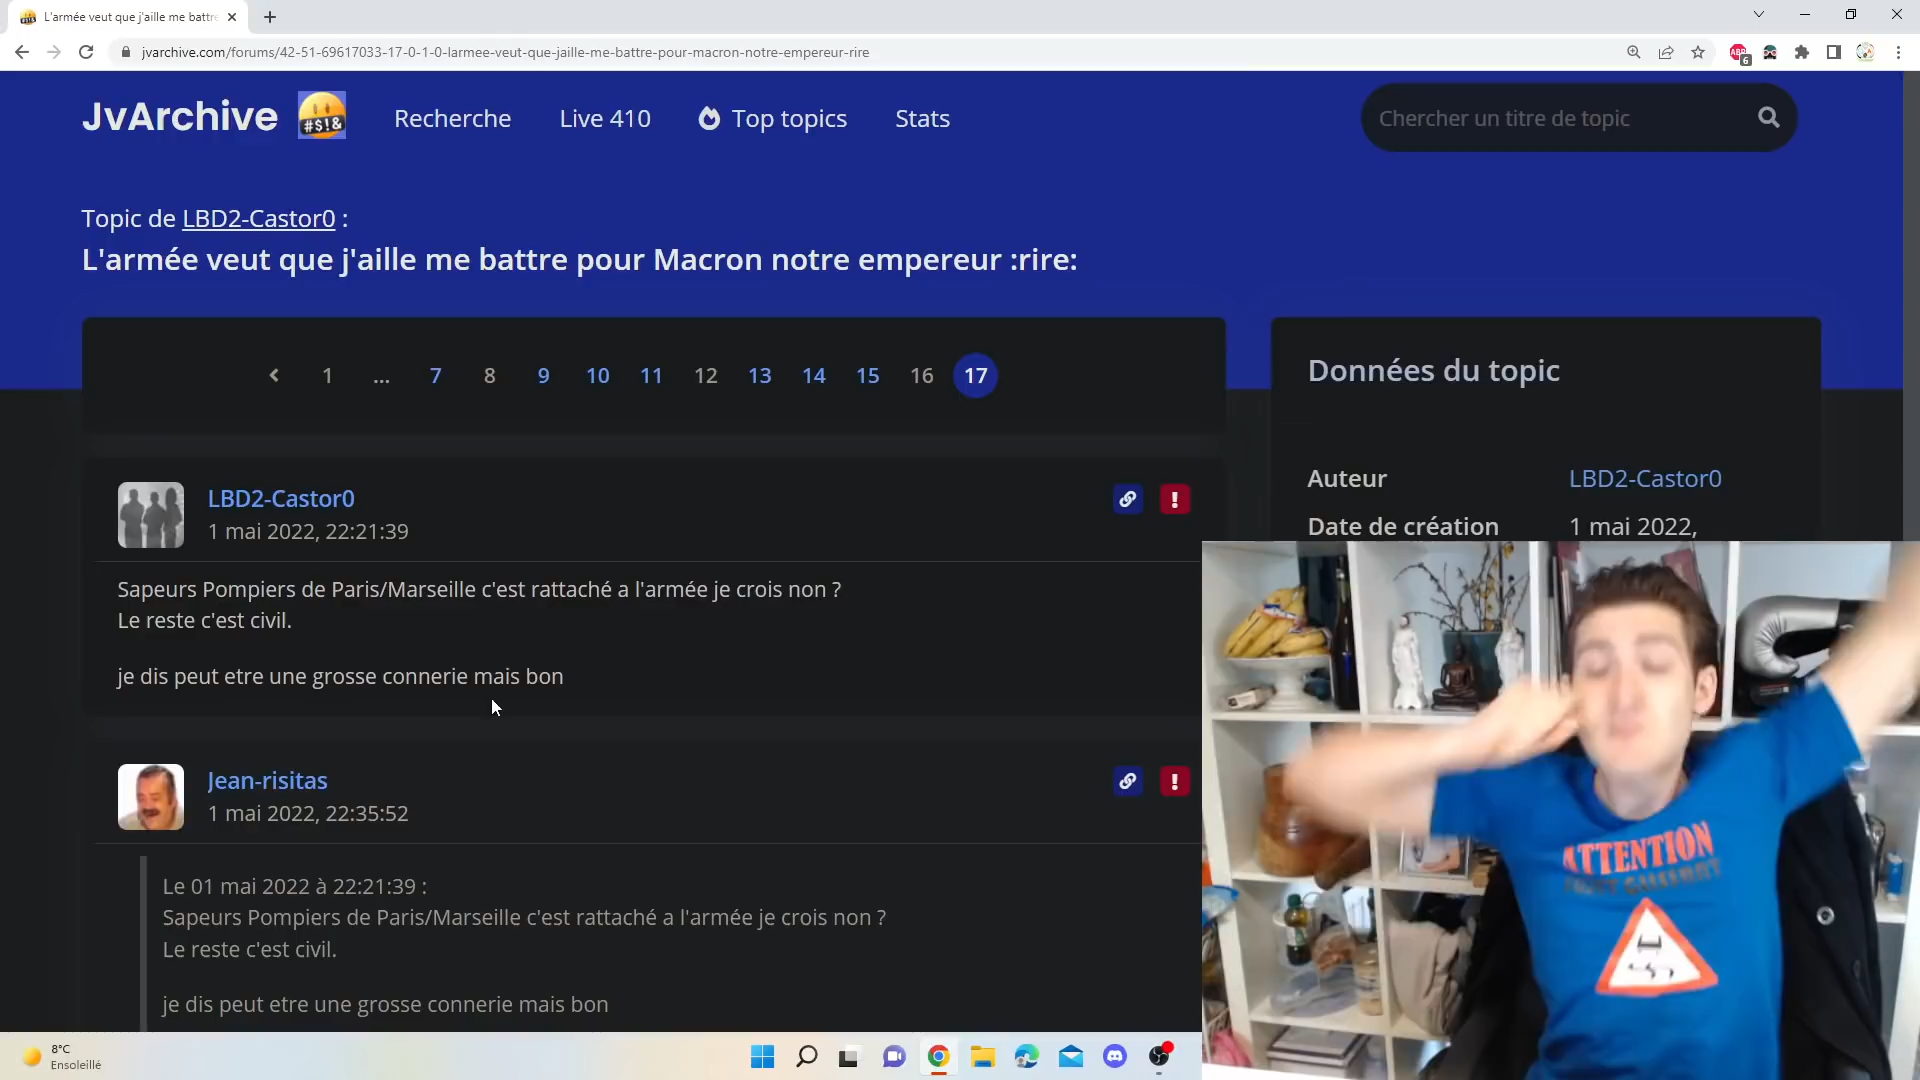 L'armée veut que j'aille me battre
jvarchive.com/forums/42-51-69617033-17-0-1-0-larmee-veut-que-jaille-me-battre-pour-macron-notre-empereur-rire
ABP
6
JvArchive
#$!&
Recherche
Live 410
Top topics
Stats
Chercher un titre de topic
Topic de LBD2-Castor0 :
L'armée veut que j'aille me battre pour Macron notre empereur :rire:
1 ... 7 8 9 10 11 12 13 14 15 16 17
Données du topic
Auteur LBD2-Castor0
Date de création 1 mai 2022,
LBD2-Castor0
1 mai 2022, 22:21:39
Sapeurs Pompiers de Paris/Marseille c'est rattaché a l'armée je crois non ?
Le reste c'est civil.
je dis peut etre une grosse connerie mais bon
Jean-risitas
1 mai 2022, 22:35:52
Le 01 mai 2022 à 22:21:39 :
Sapeurs Pompiers de Paris/Marseille c'est rattaché a l'armée je crois non ?
Le reste c'est civil.
je dis peut etre une grosse connerie mais bon
ATTENTION
8°C
Ensoleillé